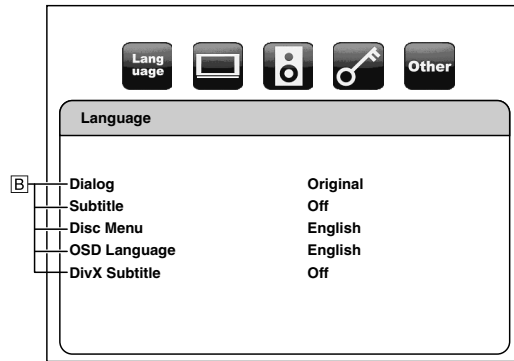 Lang
uage
Other
Language
B
Dialog Original
Subtitle Off
Disc Menu English
OSD Language English
DivX Subtitle Off